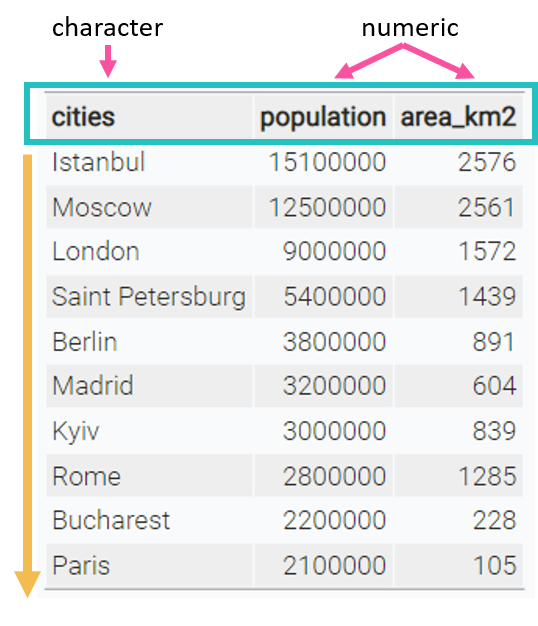 character numeric
cities population area_km2
Istanbul 15100000 2576
Moscow 12500000 2561
London 9000000 1572
Saint Petersburg 5400000 1439
Berlin 3800000 891
Madrid 3200000 604
Kyiv 3000000 839
Rome 2800000 1285
Bucharest 2200000 228
Paris 2100000 105